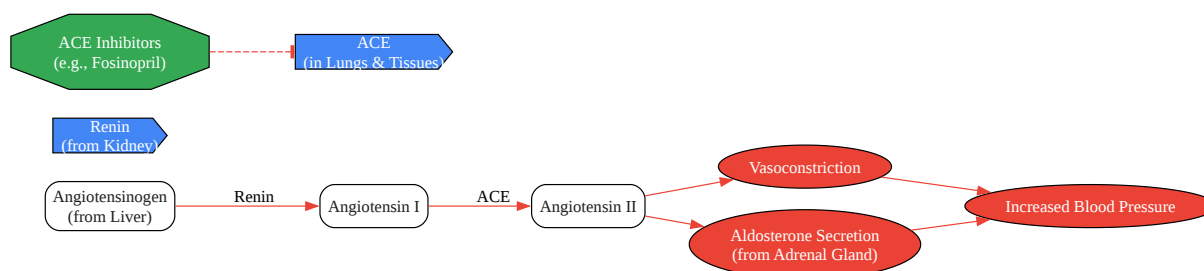 ACE Inhibitors
(e.g., Fosinopril)
ACE
(in Lungs & Tissues)
Renin
(from Kidney)
Angiotensinogen
(from Liver)
Renin
Angiotensin I
ACE
Angiotensin II
Vasoconstriction
Aldosterone Secretion
(from Adrenal Gland)
Increased Blood Pressure